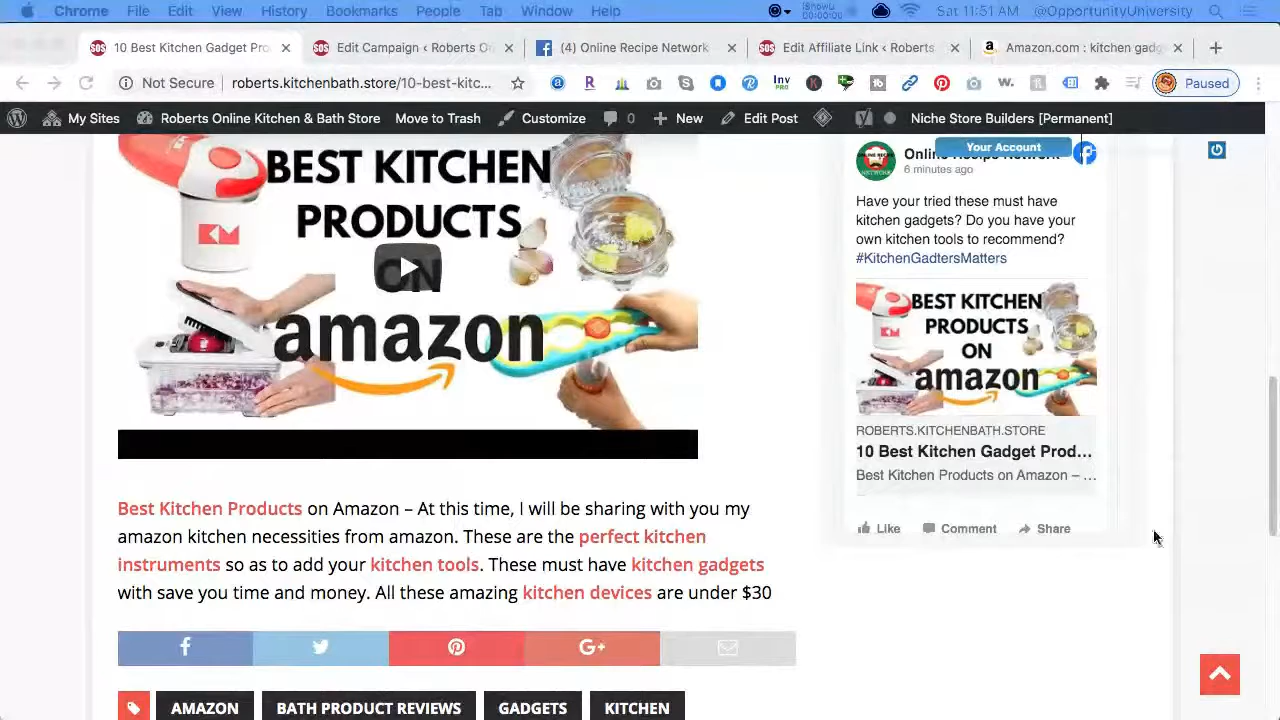 Chrome File Edit View History Bookmarks People Tab Window Help
Sat 11:51 AM @OpportunityUniversity
10 Best Kitchen Gadget Pro
Edit Campaign ‹ Roberts O
(4) Online Recipe Network
Edit Affiliate Link ‹ Roberts
Amazon.com : kitchen gadg
Not Secure roberts.kitchenbath.store/10-best-kitc...
Paused
My Sites Roberts Online Kitchen & Bath Store Move to Trash Customize 0 New Edit Post Niche Store Builders [Permanent]
BEST KITCHEN
PRODUCTS
ON
amazon
KM
Best Kitchen Products on Amazon – At this time, I will be sharing with you my
amazon kitchen necessities from amazon. These are the perfect kitchen
instruments so as to add your kitchen tools. These must have kitchen gadgets
with save you time and money. All these amazing kitchen devices are under $30
AMAZON BATH PRODUCT REVIEWS GADGETS KITCHEN
Your Account
Online Recipe Network
6 minutes ago
Have your tried these must have
kitchen gadgets? Do you have your
own kitchen tools to recommend?
#KitchenGadtersMatters
BEST KITCHEN
PRODUCTS
ON
amazon
ROBERTS.KITCHENBATH.STORE
10 Best Kitchen Gadget Prod...
Best Kitchen Products on Amazon – ...
Like Comment Share